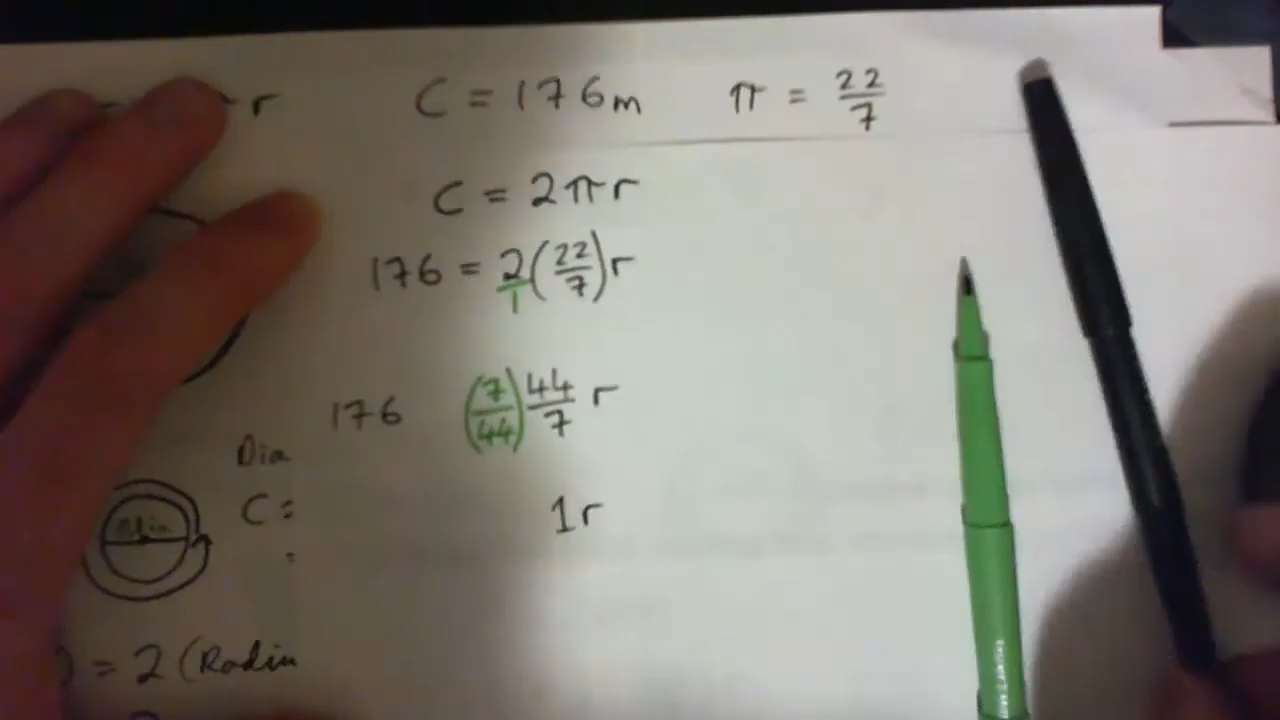 r C = 176m π = 22/7
C = 2πr
176 = 2/1 (22/7) r
176 (7/44) 44/7 r
Dia
C = 1r
=
= 2 (Radiu